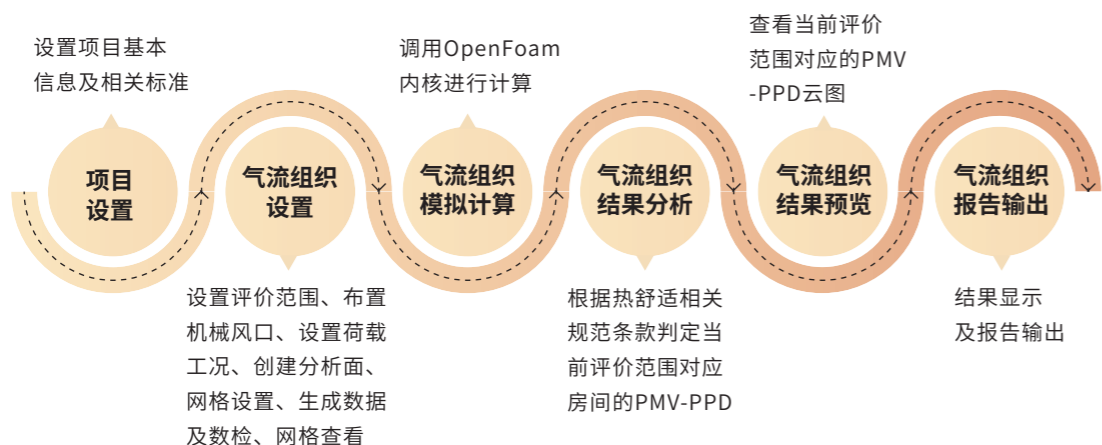 设置项目基本
信息及相关标准
项目
设置
气流组织
设置
设置评价范围、布置
机械风口、设置荷载
工况、创建分析面、
网格设置、生成数据
及数检、网格查看
调用OpenFoam
内核进行计算
气流组织
模拟计算
气流组织
结果分析
根据热舒适相关
规范条款判定当
前评价范围对应
房间的PMV-PPD
查看当前评价
范围对应的PMV
-PPD云图
气流组织
结果预览
气流组织
报告输出
结果显示
及报告输出